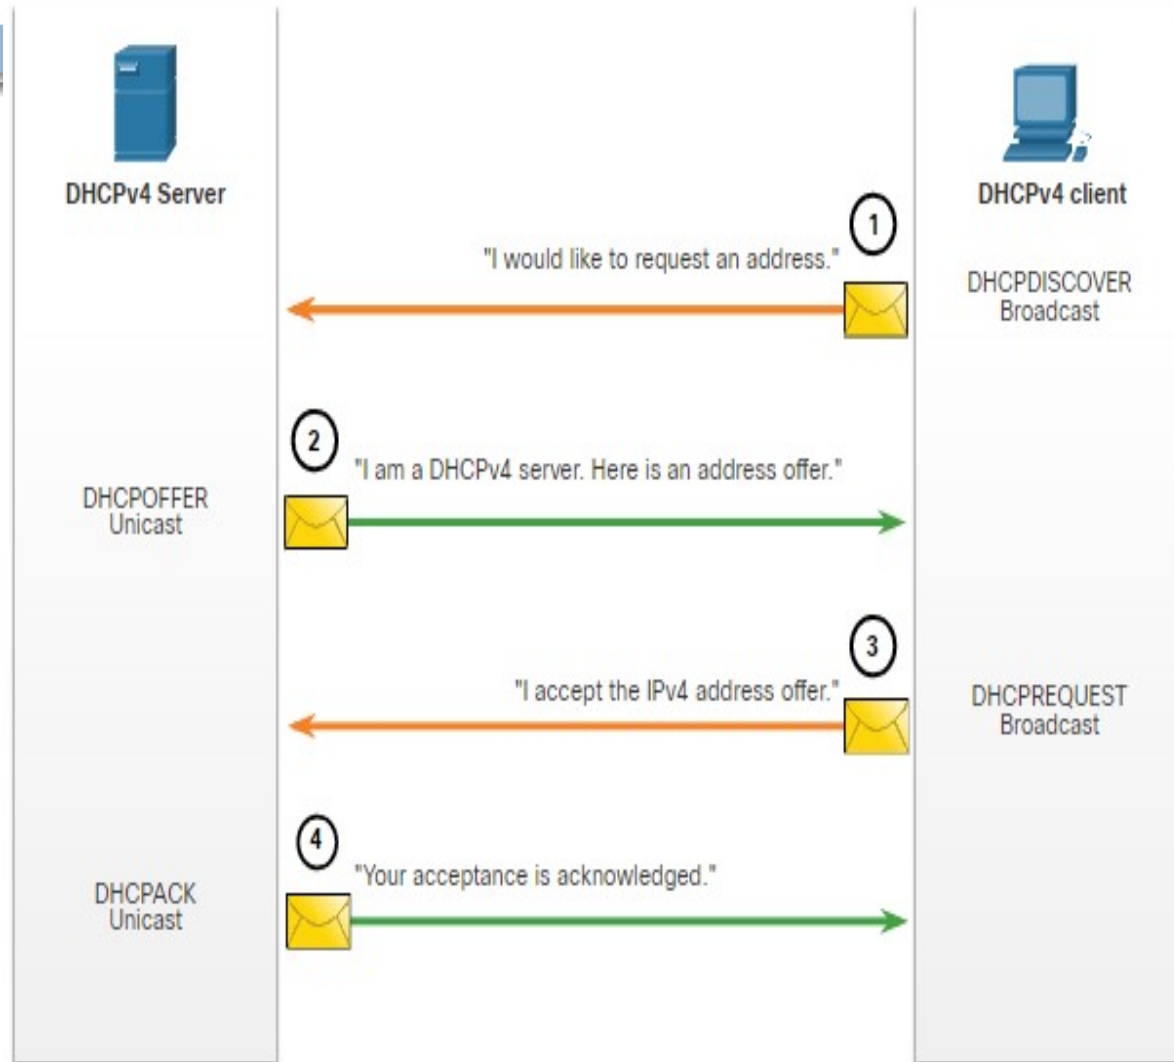 DHCPv4 Server
DHCPv4 client
1
"I would like to request an address."
DHCPDISCOVER
Broadcast
2
"I am a DHCPv4 server. Here is an address offer."
DHCPOFFER
Unicast
3
"I accept the IPv4 address offer."
DHCPREQUEST
Broadcast
4
"Your acceptance is acknowledged."
DHCPACK
Unicast